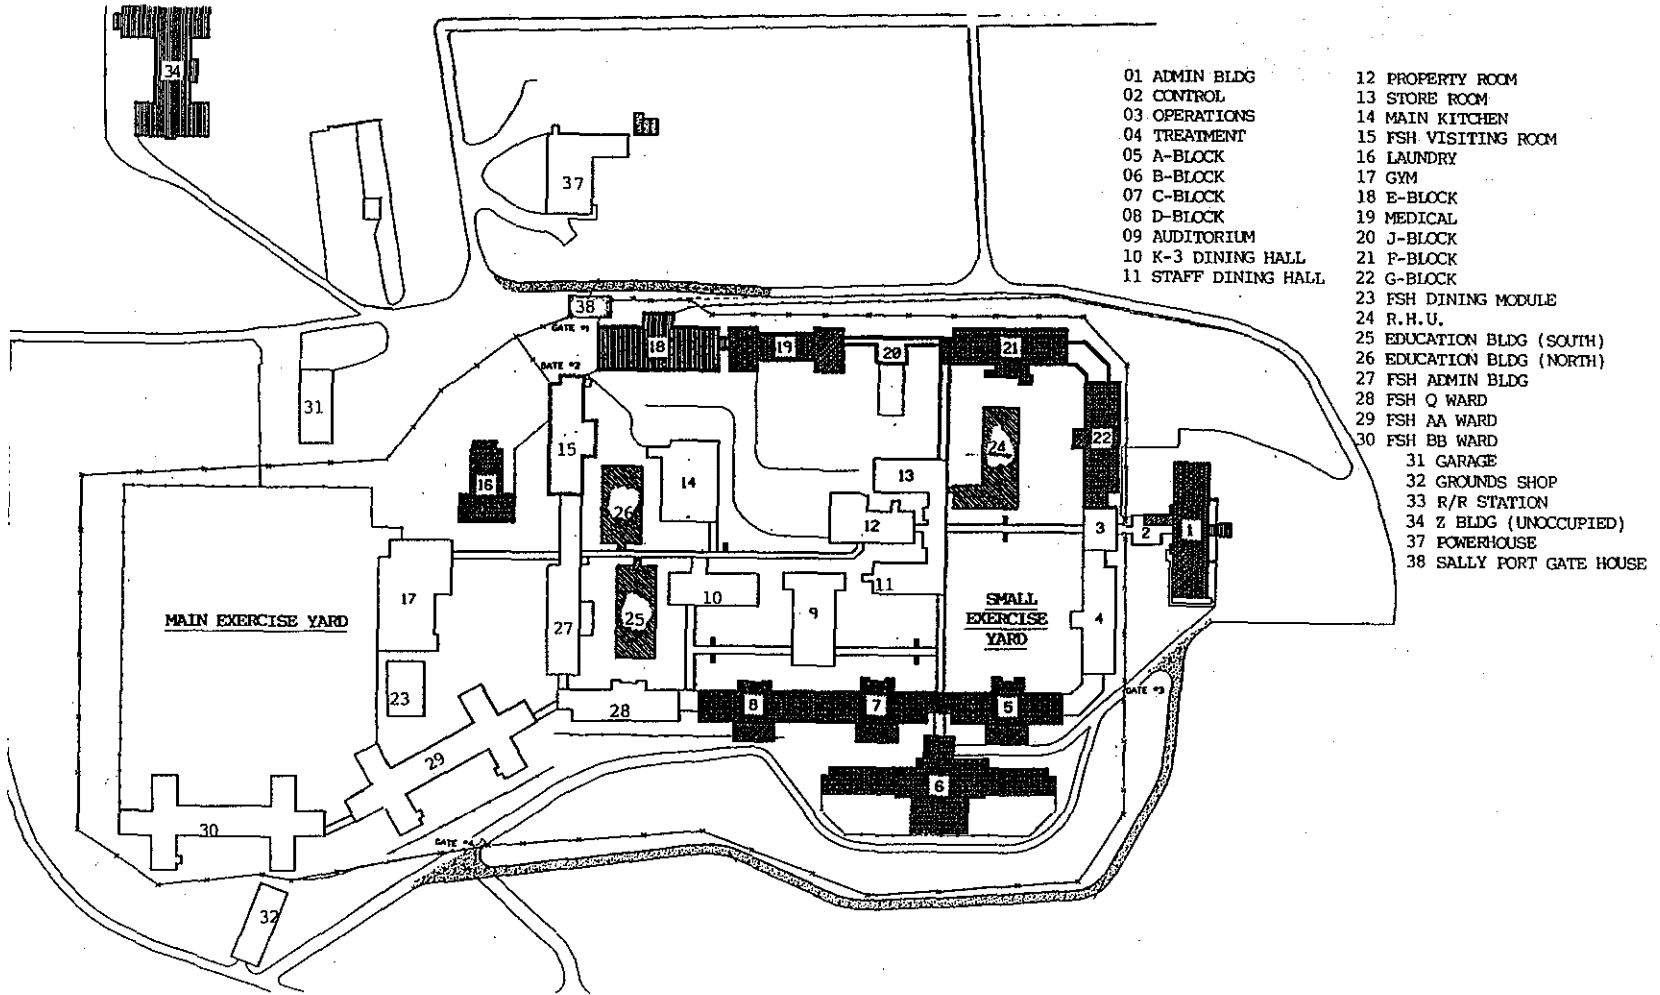 01 ADMIN BLDG
02 CONTROL
03 OPERATIONS
04 TREATMENT
05 A-BLOCK
06 B-BLOCK
07 C-BLOCK
08 D-BLOCK
09 AUDITORIUM
10 K-3 DINING HALL
11 STAFF DINING HALL
12 PROPERTY ROOM
13 STORE ROOM
14 MAIN KITCHEN
15 FSH VISITING ROOM
16 LAUNDRY
17 GYM
18 E-BLOCK
19 MEDICAL
20 J-BLOCK
21 F-BLOCK
22 G-BLOCK
23 FSH DINING MODULE
24 R.H.U.
25 EDUCATION BLDG (SOUTH)
26 EDUCATION BLDG (NORTH)
27 FSH ADMIN BLDG
28 FSH Q WARD
29 FSH AA WARD
30 FSH BB WARD
31 GARAGE
32 GROUNDS SHOP
33 R/R STATION
34 Z BLDG (UNOCCUPIED)
37 POWERHOUSE
38 SALLY PORT GATE HOUSE
34
37
38
GATE #1
18
19
20
21
GATE #2
31
15
16
26
14
13
24
22
12
3
2
1
17
10
11
9
MAIN EXERCISE YARD
27
25
SMALL
EXERCISE
YARD
4
23
28
8
7
5
GATE #3
29
6
30
GATE #4
32